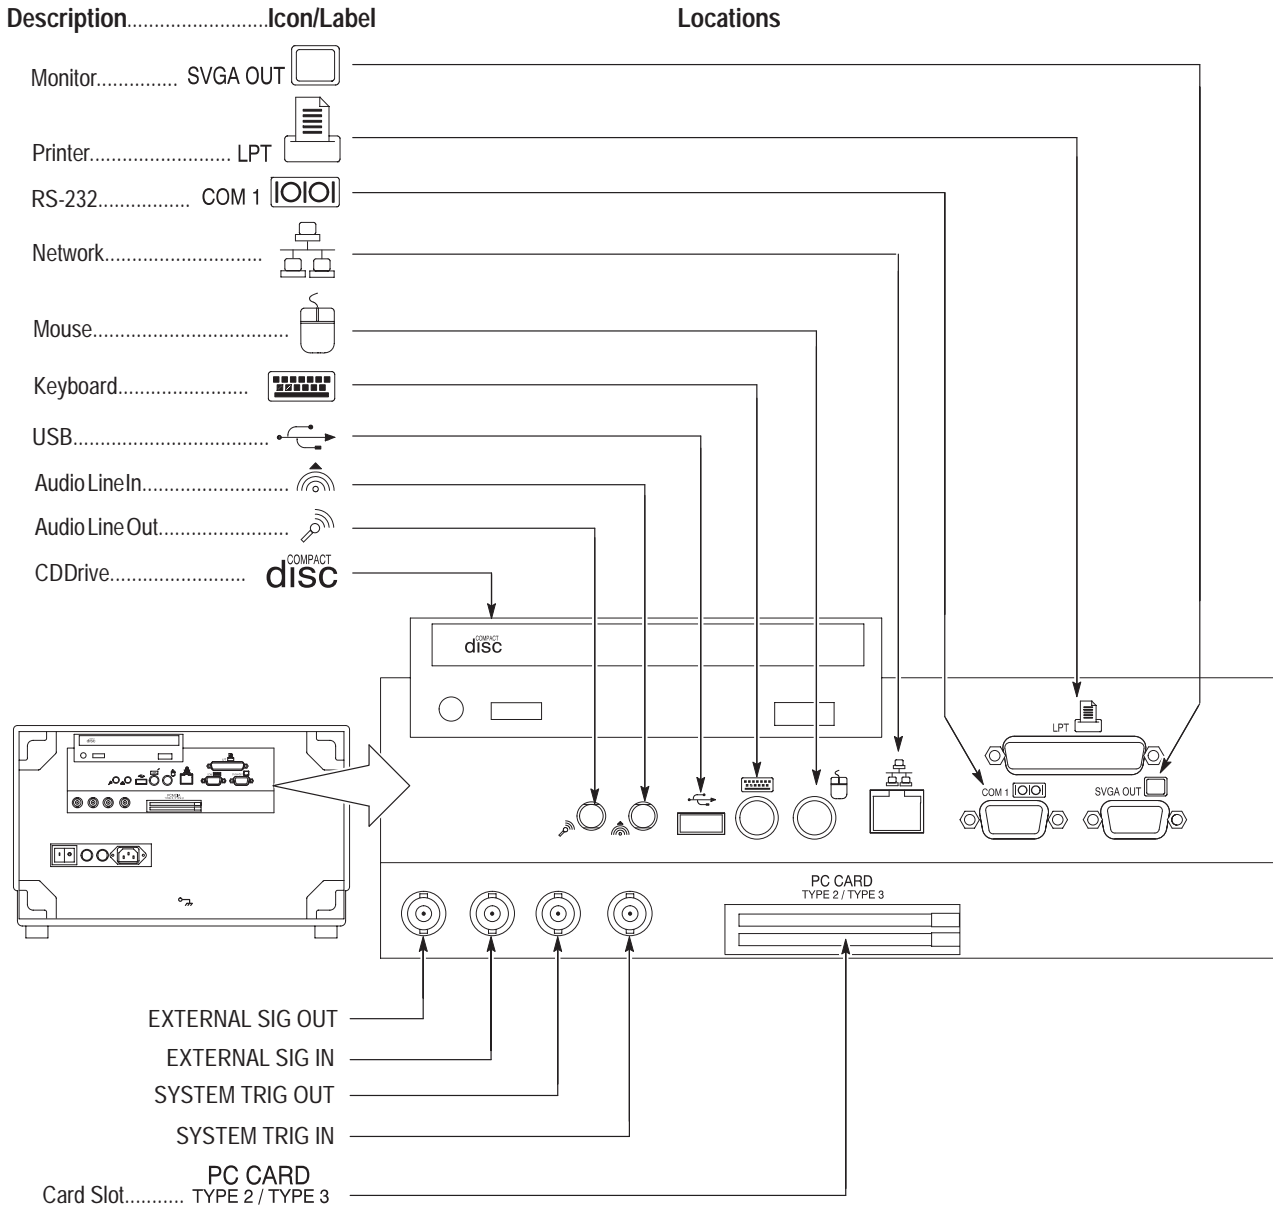 Description........................Icon/Label Locations
Monitor............... SVGA OUT
Printer........................... LPT
RS-232................. COM 1 IOIOI
Network..............................
Mouse.....................................
Keyboard.........................
USB.....................................
Audio Line In............................
Audio Line Out.........................
CD Drive.......................... COMPACT disc
COMPACT
disc
LPT
COM 1 IOIOI
SVGA OUT
PC CARD
TYPE 2 / TYPE 3
EXTERNAL SIG OUT
EXTERNAL SIG IN
SYSTEM TRIG OUT
SYSTEM TRIG IN
Card Slot........... PC CARD
TYPE 2 / TYPE 3